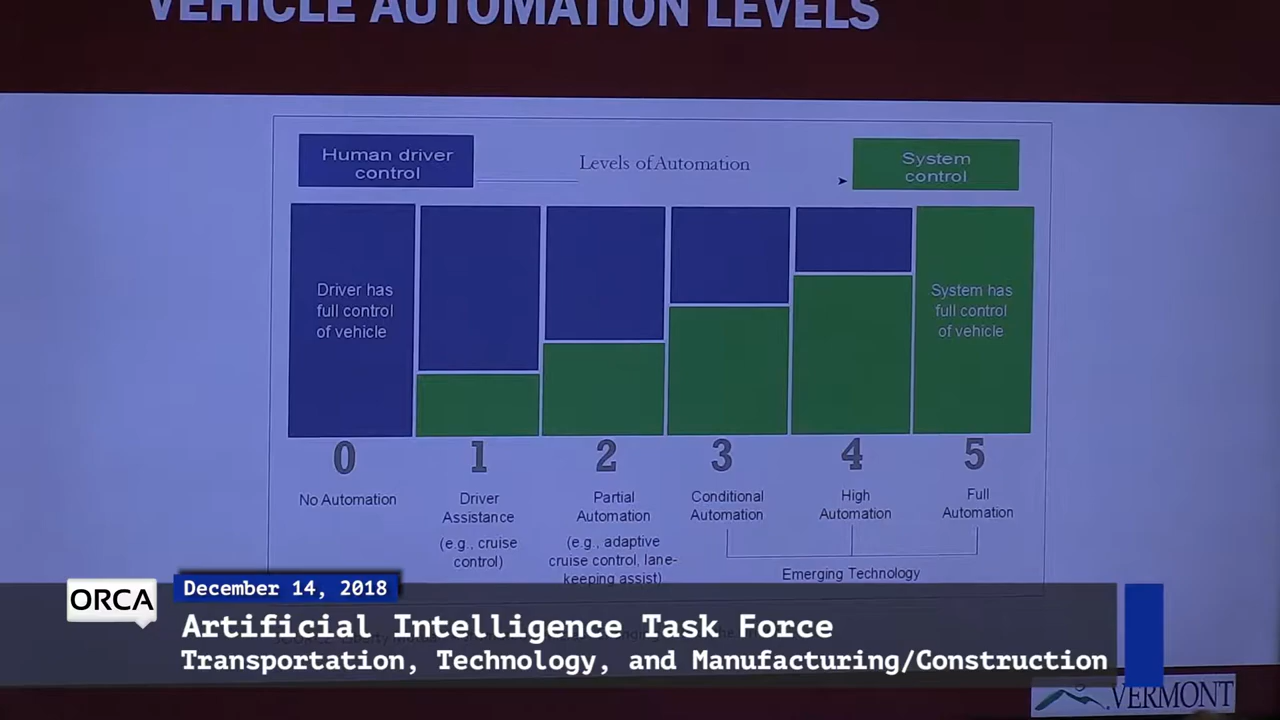 VEHICLE AUTOMATION LEVELS
Human driver
control
Levels of Automation
System
control
Driver has
full control
of vehicle
System has
full control
of vehicle
0
1
2
3
4
5
No Automation
Driver
Assistance
(e.g., cruise
control)
Partial
Automation
(e.g., adaptive
cruise control, lane-
keeping assist)
Conditional
Automation
High
Automation
Full
Automation
Emerging Technology
ORCA
December 14, 2018
Artificial Intelligence Task Force
Transportation, Technology, and Manufacturing/Construction
VERMONT